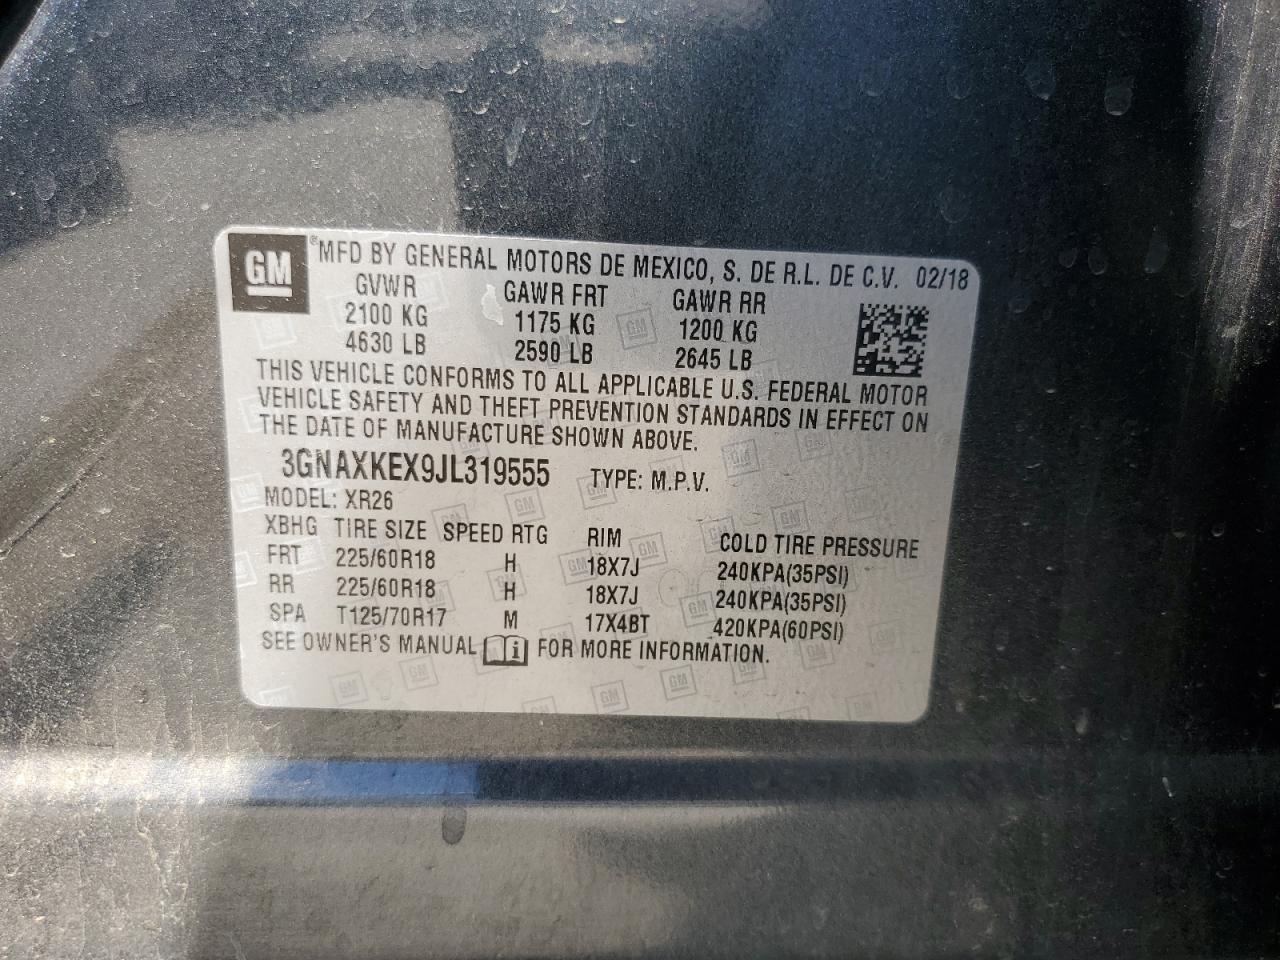 GM
® MFD BY GENERAL MOTORS DE MEXICO, S. DE R.L. DE C.V. 02/18
GVWR GAWR FRT GAWR RR
2100 KG 1175 KG 1200 KG
4630 LB 2590 LB 2645 LB
THIS VEHICLE CONFORMS TO ALL APPLICABLE U.S. FEDERAL MOTOR
VEHICLE SAFETY AND THEFT PREVENTION STANDARDS IN EFFECT ON
THE DATE OF MANUFACTURE SHOWN ABOVE.
3GNAXKEX9JL319555 TYPE: M.P.V.
MODEL: XR26
XBHG TIRE SIZE SPEED RTG RIM COLD TIRE PRESSURE
FRT 225/60R18 H 18X7J 240KPA(35PSI)
RR 225/60R18 H 18X7J 240KPA(35PSI)
SPA T125/70R17 M 17X4BT 420KPA(60PSI)
SEE OWNER'S MANUAL i FOR MORE INFORMATION.